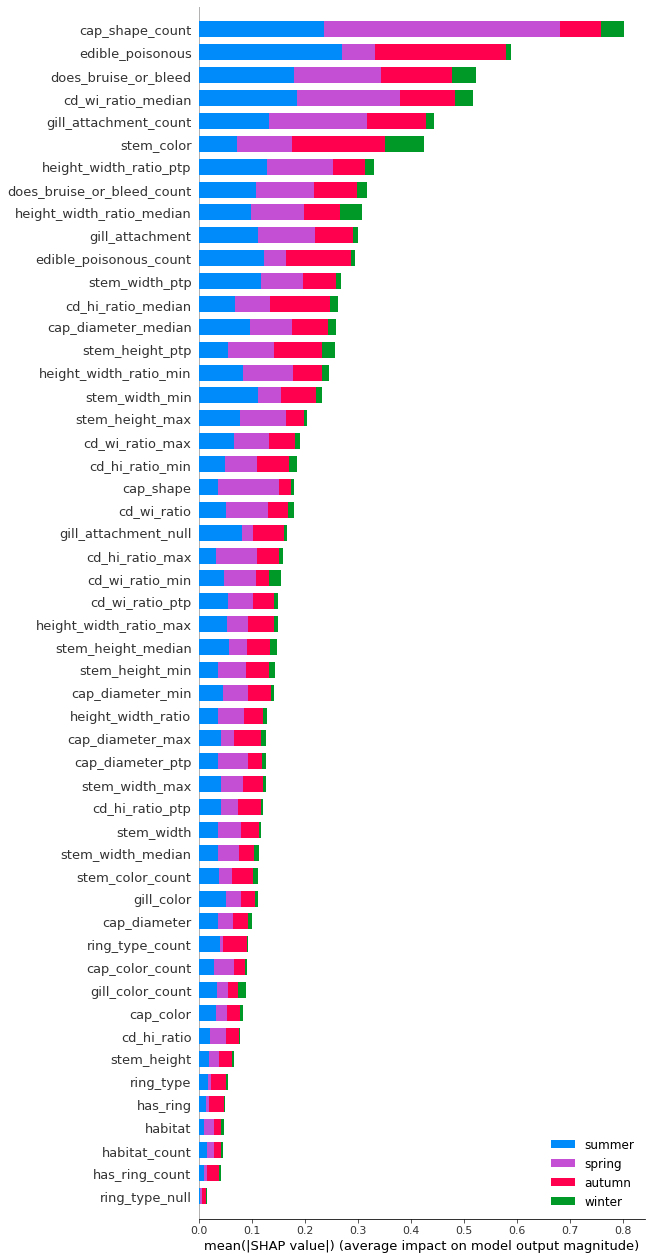 cap_shape_count
edible_poisonous
does_bruise_or_bleed
cd_wi_ratio_median
gill_attachment_count
stem_color
height_width_ratio_ptp
does_bruise_or_bleed_count
height_width_ratio_median
gill_attachment
edible_poisonous_count
stem_width_ptp
cd_hi_ratio_median
cap_diameter_median
stem_height_ptp
height_width_ratio_min
stem_width_min
stem_height_max
cd_wi_ratio_max
cd_hi_ratio_min
cap_shape
cd_wi_ratio
gill_attachment_null
cd_hi_ratio_max
cd_wi_ratio_min
cd_wi_ratio_ptp
height_width_ratio_max
stem_height_median
stem_height_min
cap_diameter_min
height_width_ratio
cap_diameter_max
cap_diameter_ptp
stem_width_max
cd_hi_ratio_ptp
stem_width
stem_width_median
stem_color_count
gill_color
cap_diameter
ring_type_count
cap_color_count
gill_color_count
cap_color
cd_hi_ratio
stem_height
ring_type
has_ring
habitat
habitat_count
has_ring_count
ring_type_null
summer
spring
autumn
winter
0.0 0.1 0.2 0.3 0.4 0.5 0.6 0.7 0.8
mean(|SHAP value|) (average impact on model output magnitude)